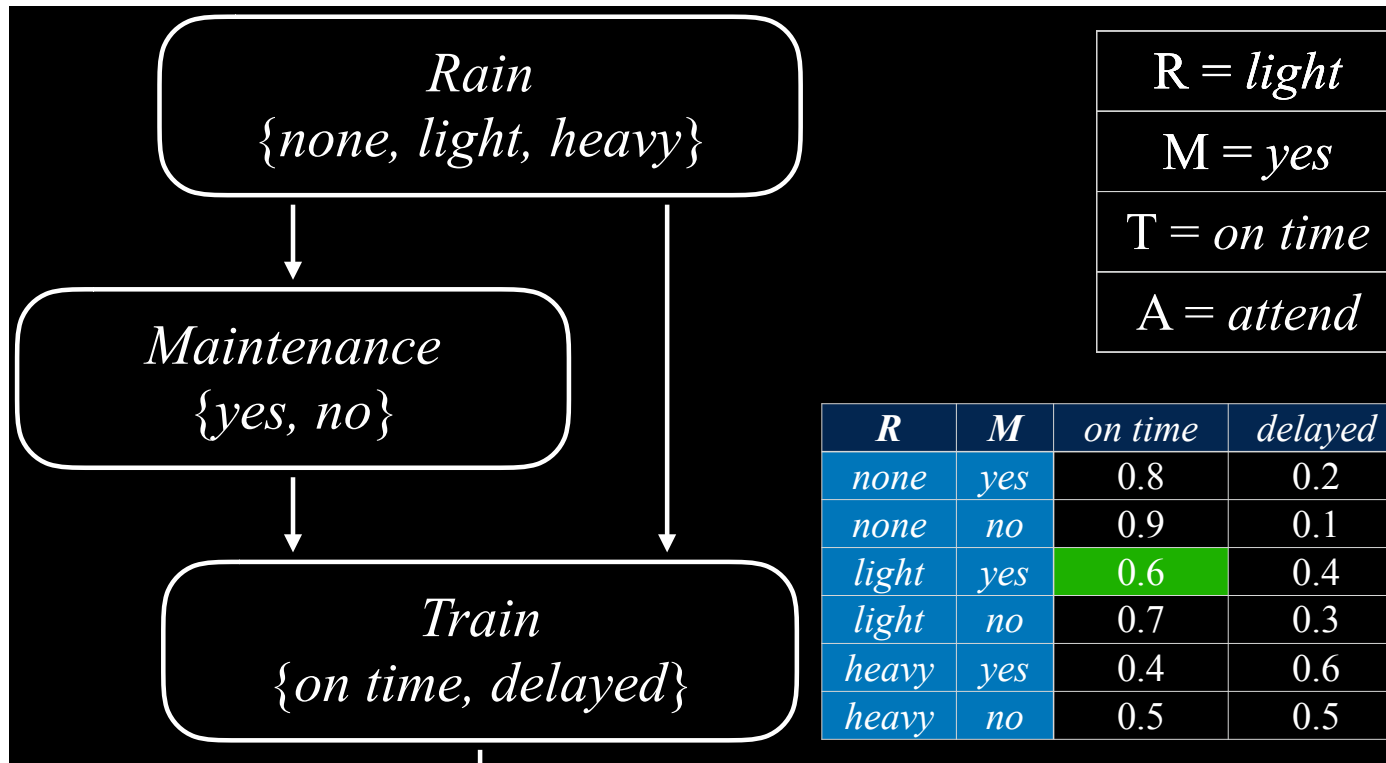 Rain
{none, light, heavy}
Maintenance
{yes, no}
Train
{on time, delayed}
R = light
M = yes
T = on time
A = attend
R M on time delayed
none yes 0.8 0.2
none no 0.9 0.1
light yes 0.6 0.4
light no 0.7 0.3
heavy yes 0.4 0.6
heavy no 0.5 0.5